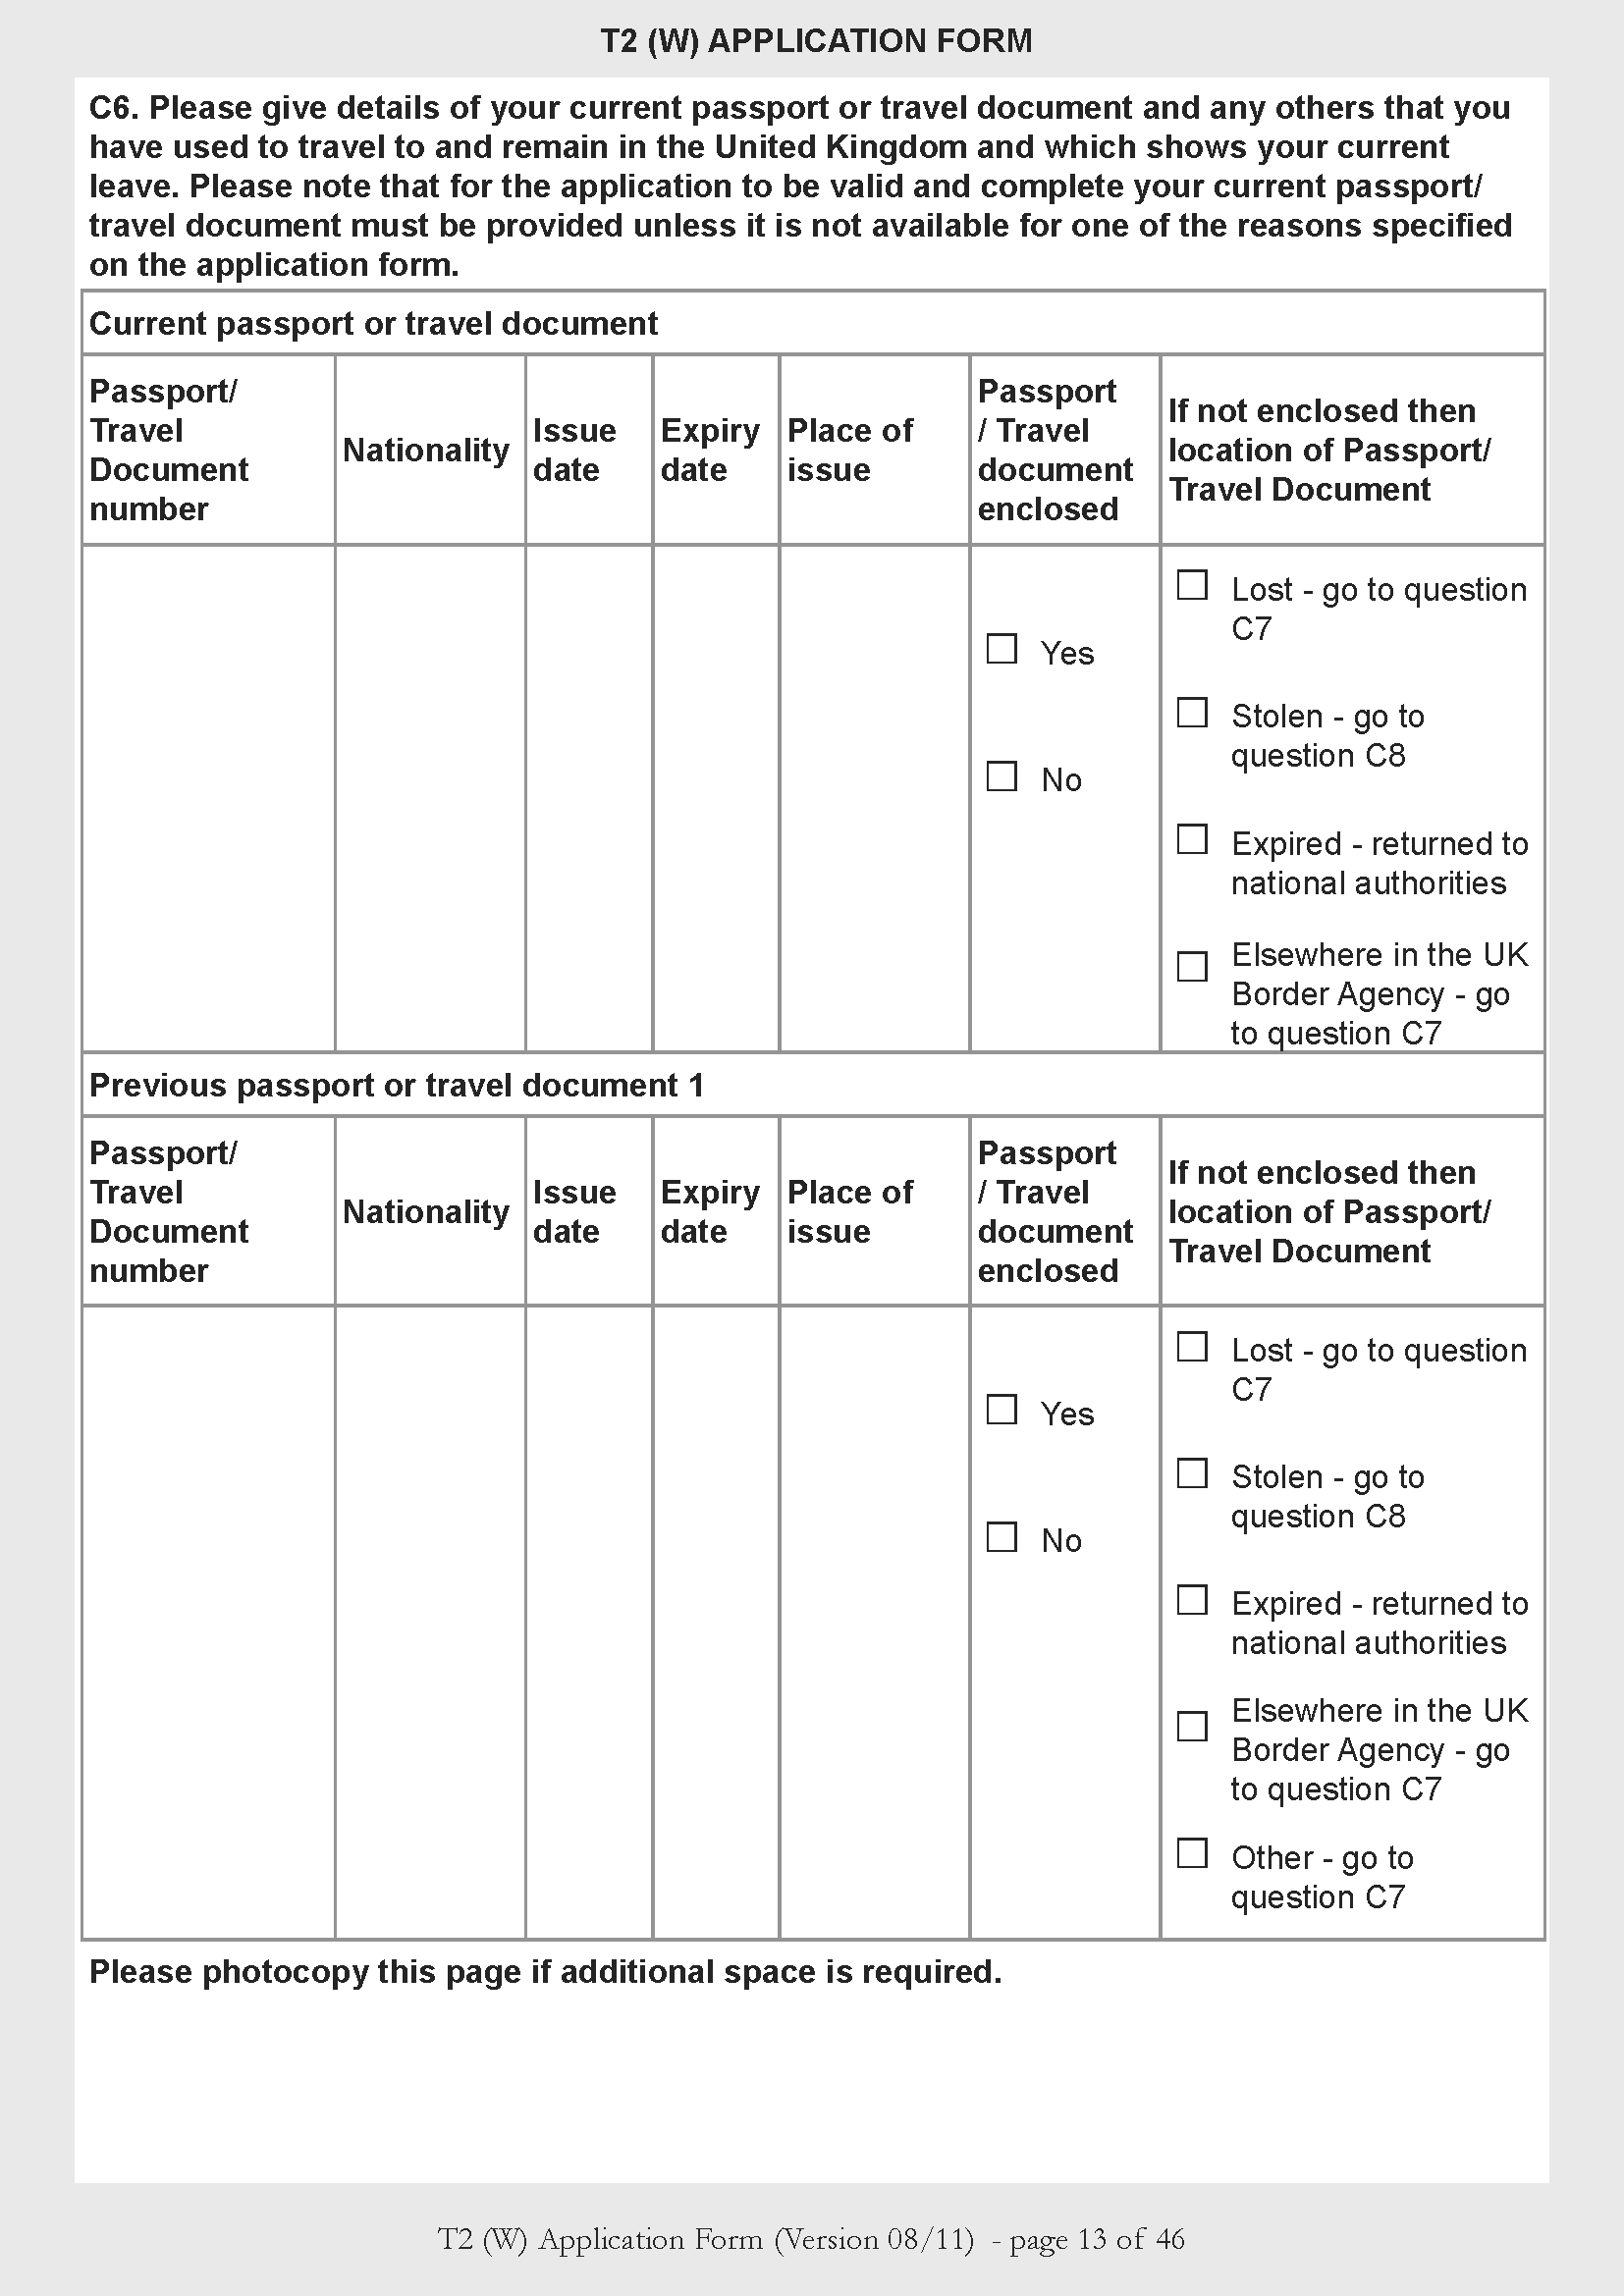 T2 (W) APPLICATION FORM
C6. Please give details of your current passport or travel document and any others that you
have used to travel to and remain in the United Kingdom and which shows your current
leave. Please note that for the application to be valid and complete your current passport/
travel document must be provided unless it is not available for one of the reasons specified
on the application form.
Current passport or travel document
Passport/
Travel
Document
number
Nationality
Issue
date
Expiry
date
Place of
issue
Passport
/ Travel
document
enclosed
If not enclosed then
location of Passport/
Travel Document
Yes
No
Lost - go to question
C7
Stolen - go to
question C8
Expired - returned to
national authorities
Elsewhere in the UK
Border Agency - go
to question C7
Previous passport or travel document 1
Passport/
Travel
Document
number
Nationality
Issue
date
Expiry
date
Place of
issue
Passport
/ Travel
document
enclosed
If not enclosed then
location of Passport/
Travel Document
Yes
No
Lost - go to question
C7
Stolen - go to
question C8
Expired - returned to
national authorities
Elsewhere in the UK
Border Agency - go
to question C7
Other - go to
question C7
Please photocopy this page if additional space is required.
T2 (W) Application Form (Version 08/11)  - page 13 of 46